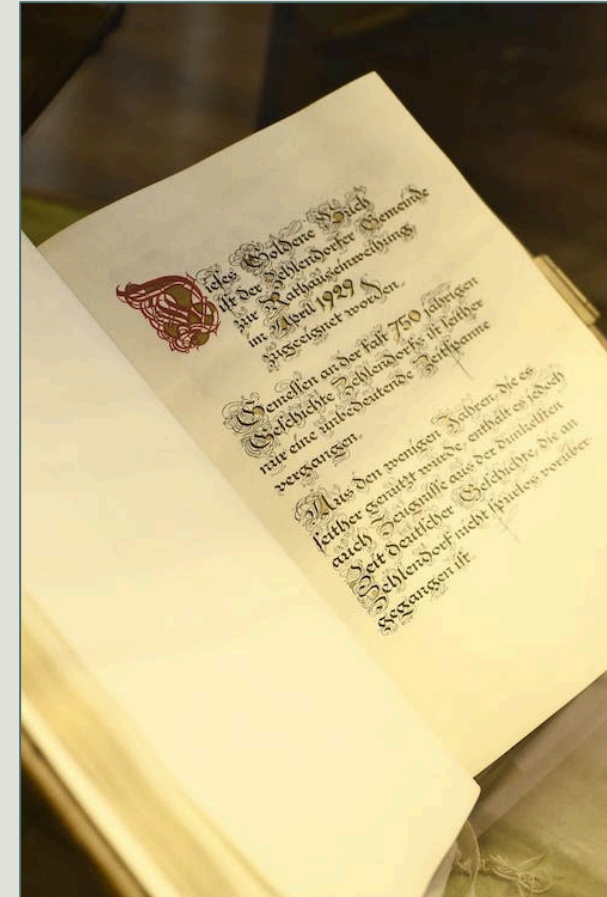 Dieses Goldene Buch
ist der Zehlendorfer Gemeinde
zur Rathauseinweihung
im April 1929
zugeeignet worden.
Gemessen an der fast 750 jährigen
Geschichte Zehlendorfs ist seither
nur eine unbedeutende Zeitspanne
vergangen.
Aus den wenigen Jahren, die es
seither genützt wurde, enthält es jedoch
auch Zeugnisse aus der dunkelsten
Zeit deutscher Geschichte, die an
Zehlendorf nicht spurlos vorüber-
gegangen ist